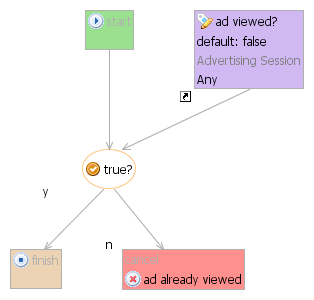 start
ad viewed?
default: false
Advertising Session
Any
true?
y
n
finish
ad already viewed